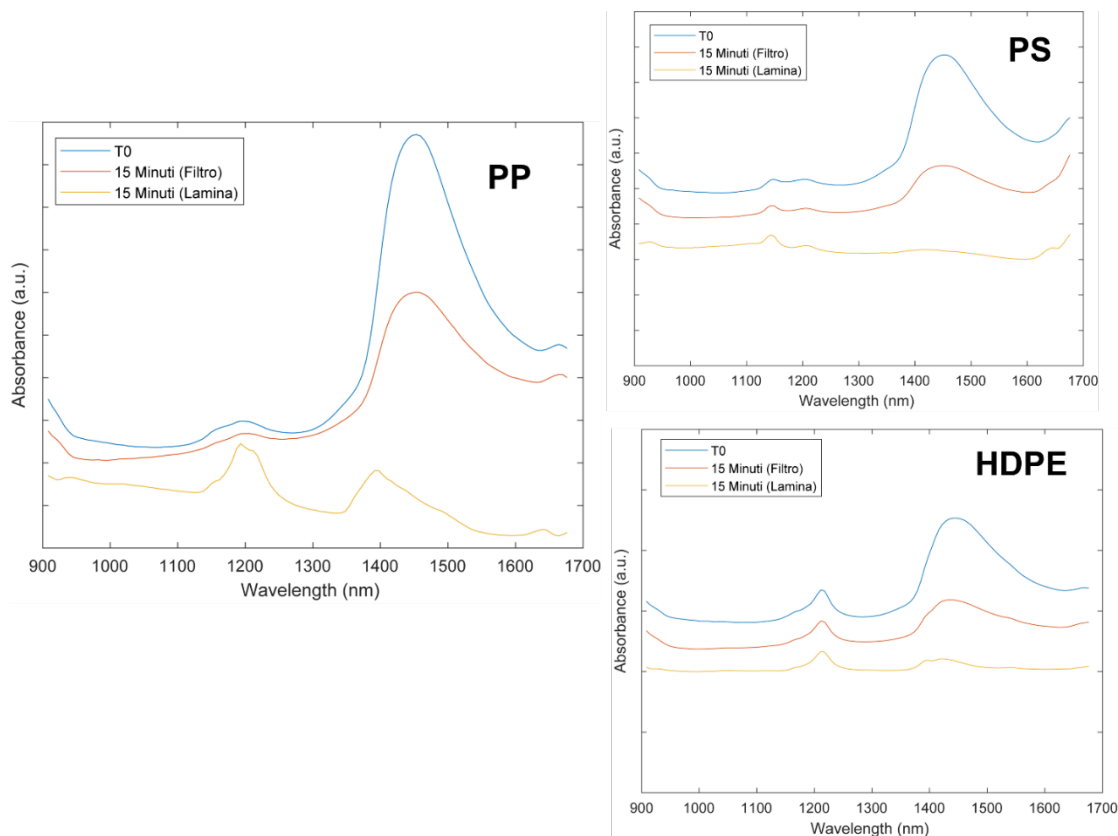 T0
15 Minuti (Filtro)
15 Minuti (Lamina)
PP
Absorbance (a.u.)
900 1000 1100 1200 1300 1400 1500 1600 1700
Wavelength (nm)
T0
15 Minuti (Filtro)
15 Minuti (Lamina)
PS
Absorbance (a.u.)
900 1000 1100 1200 1300 1400 1500 1600 1700
Wavelength (nm)
T0
15 Minuti (Filtro)
15 Minuti (Lamina)
HDPE
Absorbance (a.u.)
900 1000 1100 1200 1300 1400 1500 1600 1700
Wavelength (nm)